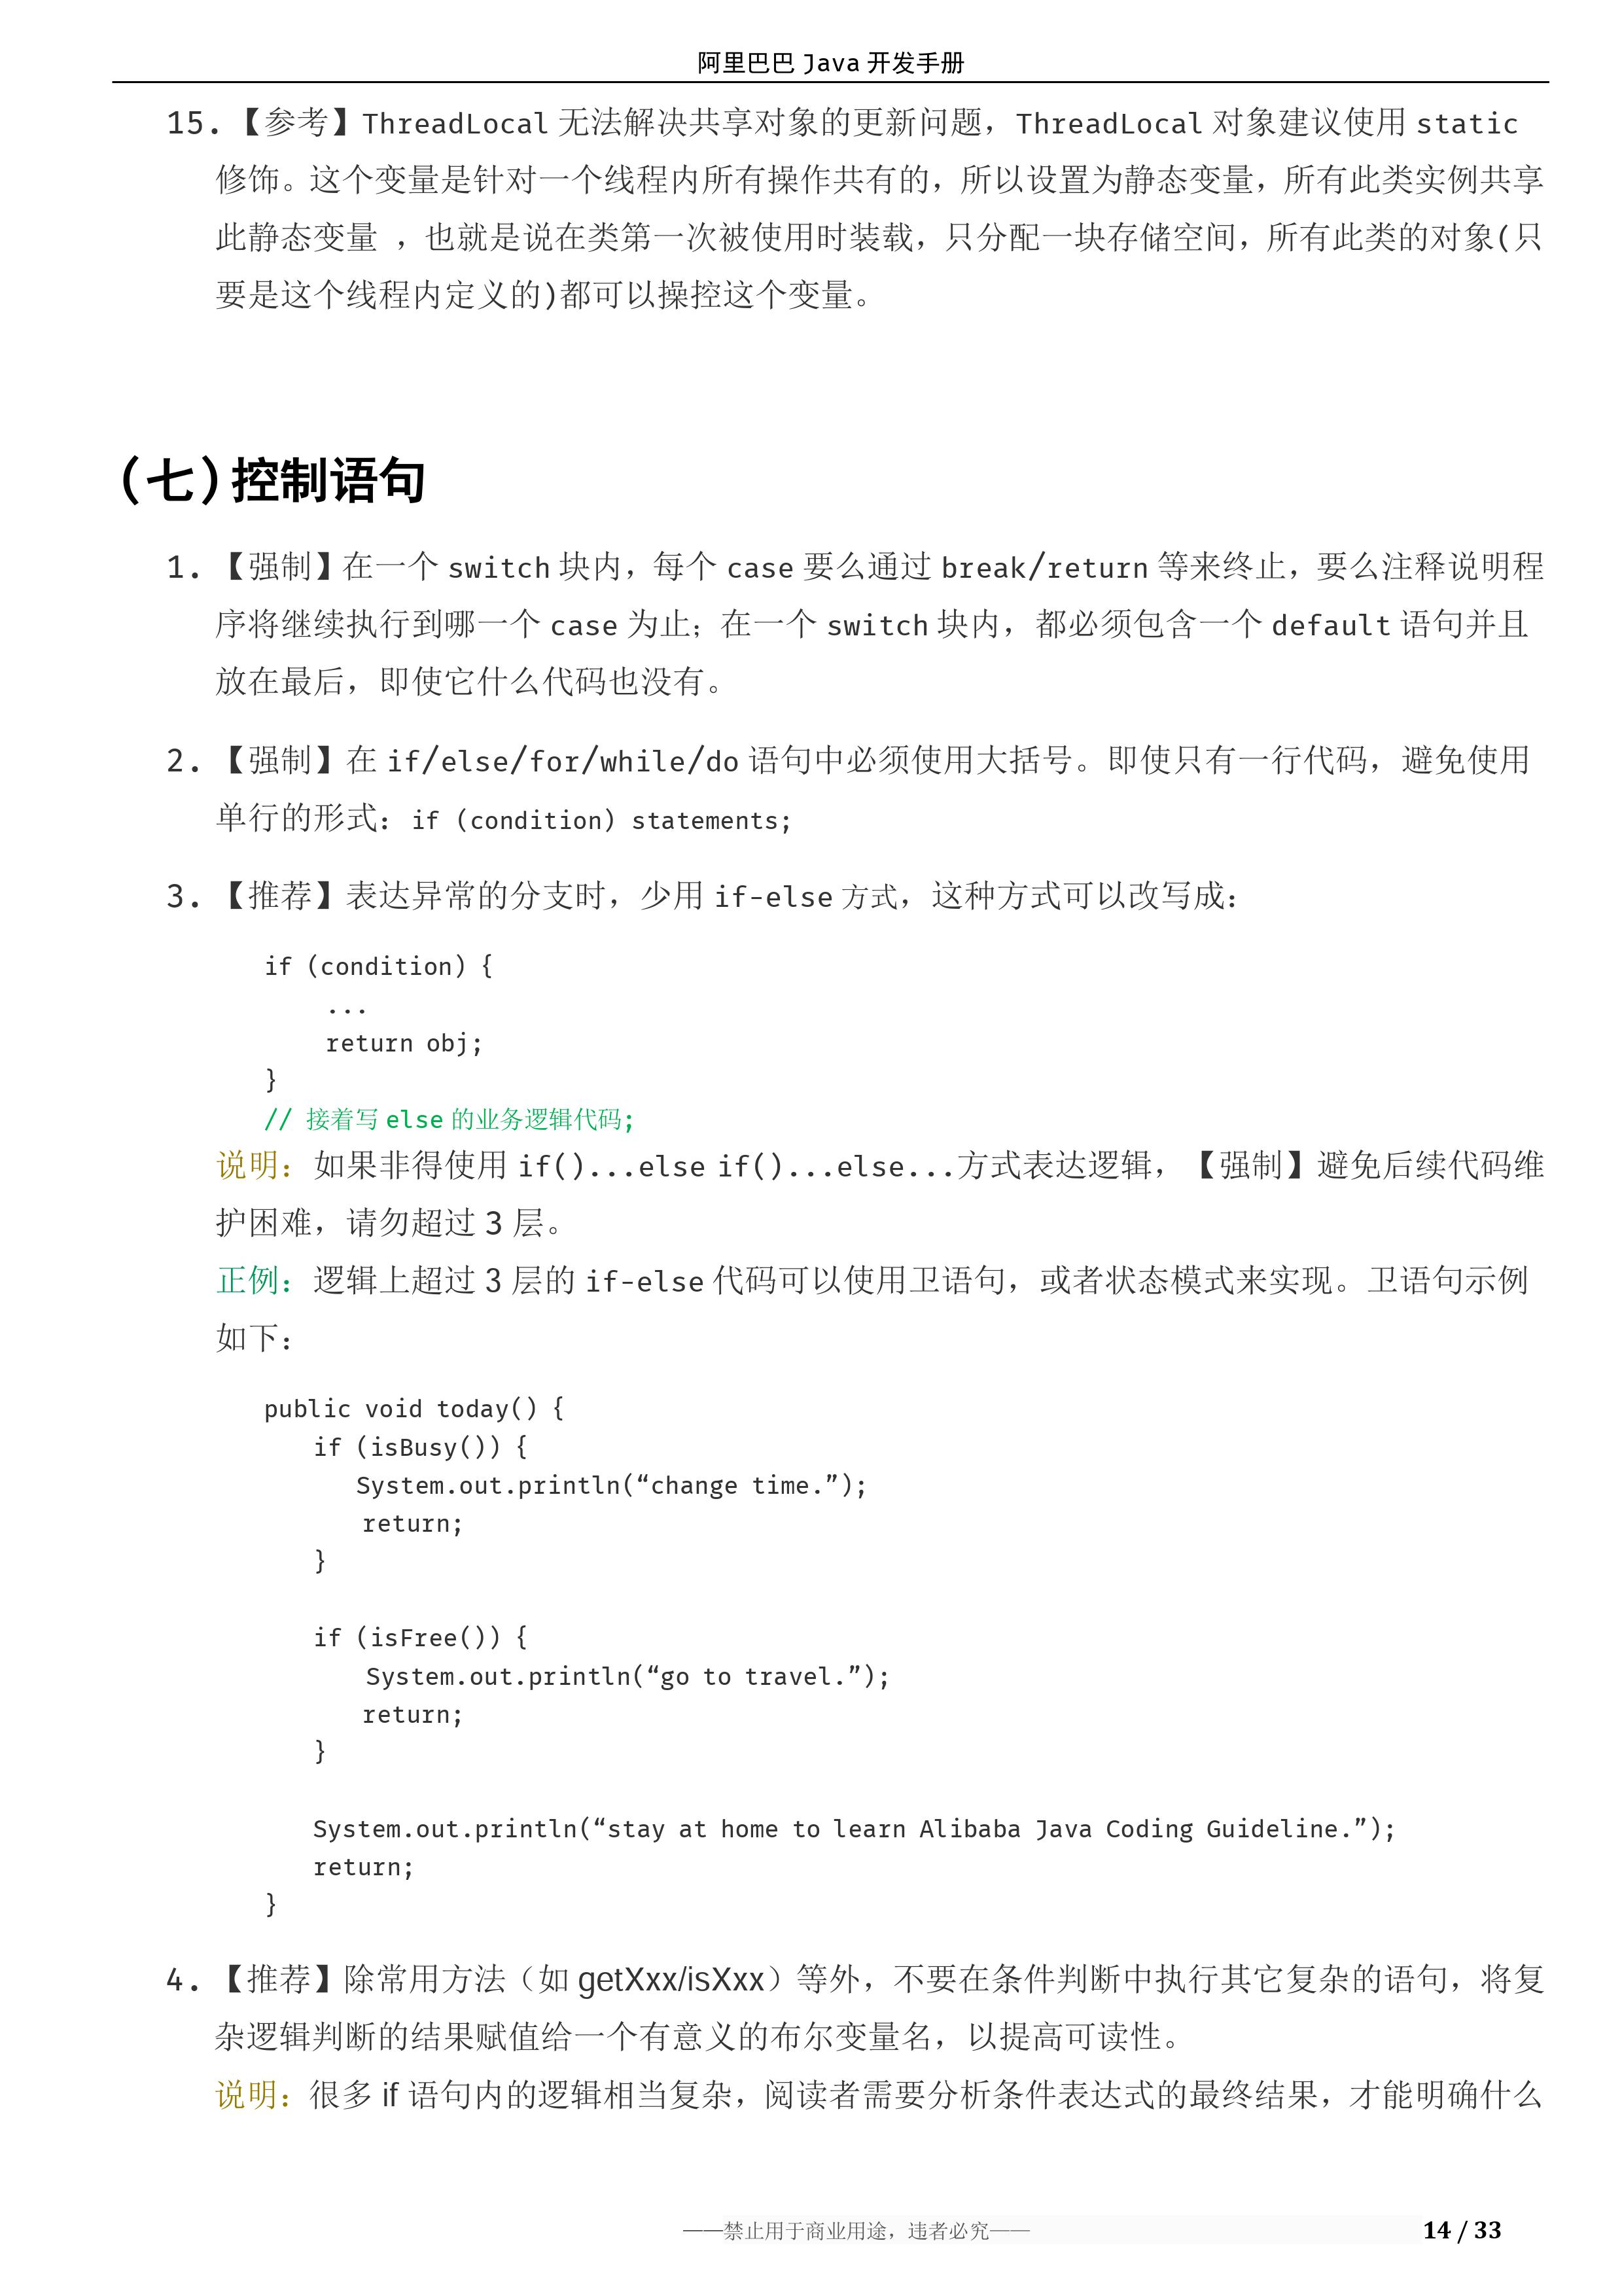 阿里巴巴 Java 开发手册
15.【参考】ThreadLocal 无法解决共享对象的更新问题，ThreadLocal 对象建议使用 static
修饰。这个变量是针对一个线程内所有操作共有的，所以设置为静态变量，所有此类实例共享
此静态变量 ，也就是说在类第一次被使用时装载，只分配一块存储空间，所有此类的对象(只
要是这个线程内定义的)都可以操控这个变量。
(七)控制语句
1. 【强制】在一个 switch 块内，每个 case 要么通过 break/return 等来终止，要么注释说明程
序将继续执行到哪一个 case 为止；在一个 switch 块内，都必须包含一个 default 语句并且
放在最后，即使它什么代码也没有。
2. 【强制】在 if/else/for/while/do 语句中必须使用大括号。即使只有一行代码，避免使用
单行的形式：if (condition) statements;
3. 【推荐】表达异常的分支时，少用 if-else 方式，这种方式可以改写成：
if (condition) {
...
return obj;
}
// 接着写 else 的业务逻辑代码;
说明：如果非得使用 if()...else if()...else...方式表达逻辑，【强制】避免后续代码维
护困难，请勿超过 3 层。
正例：逻辑上超过 3 层的 if-else 代码可以使用卫语句，或者状态模式来实现。卫语句示例
如下：
public void today() {
if (isBusy()) {
System.out.println(“change time.”);
return;
}
if (isFree()) {
System.out.println(“go to travel.”);
return;
}
System.out.println(“stay at home to learn Alibaba Java Coding Guideline.”);
return;
}
4. 【推荐】除常用方法（如 getXxx/isXxx）等外，不要在条件判断中执行其它复杂的语句，将复
杂逻辑判断的结果赋值给一个有意义的布尔变量名，以提高可读性。
说明：很多 if 语句内的逻辑相当复杂，阅读者需要分析条件表达式的最终结果，才能明确什么
——禁止用于商业用途，违者必究——
14 / 33